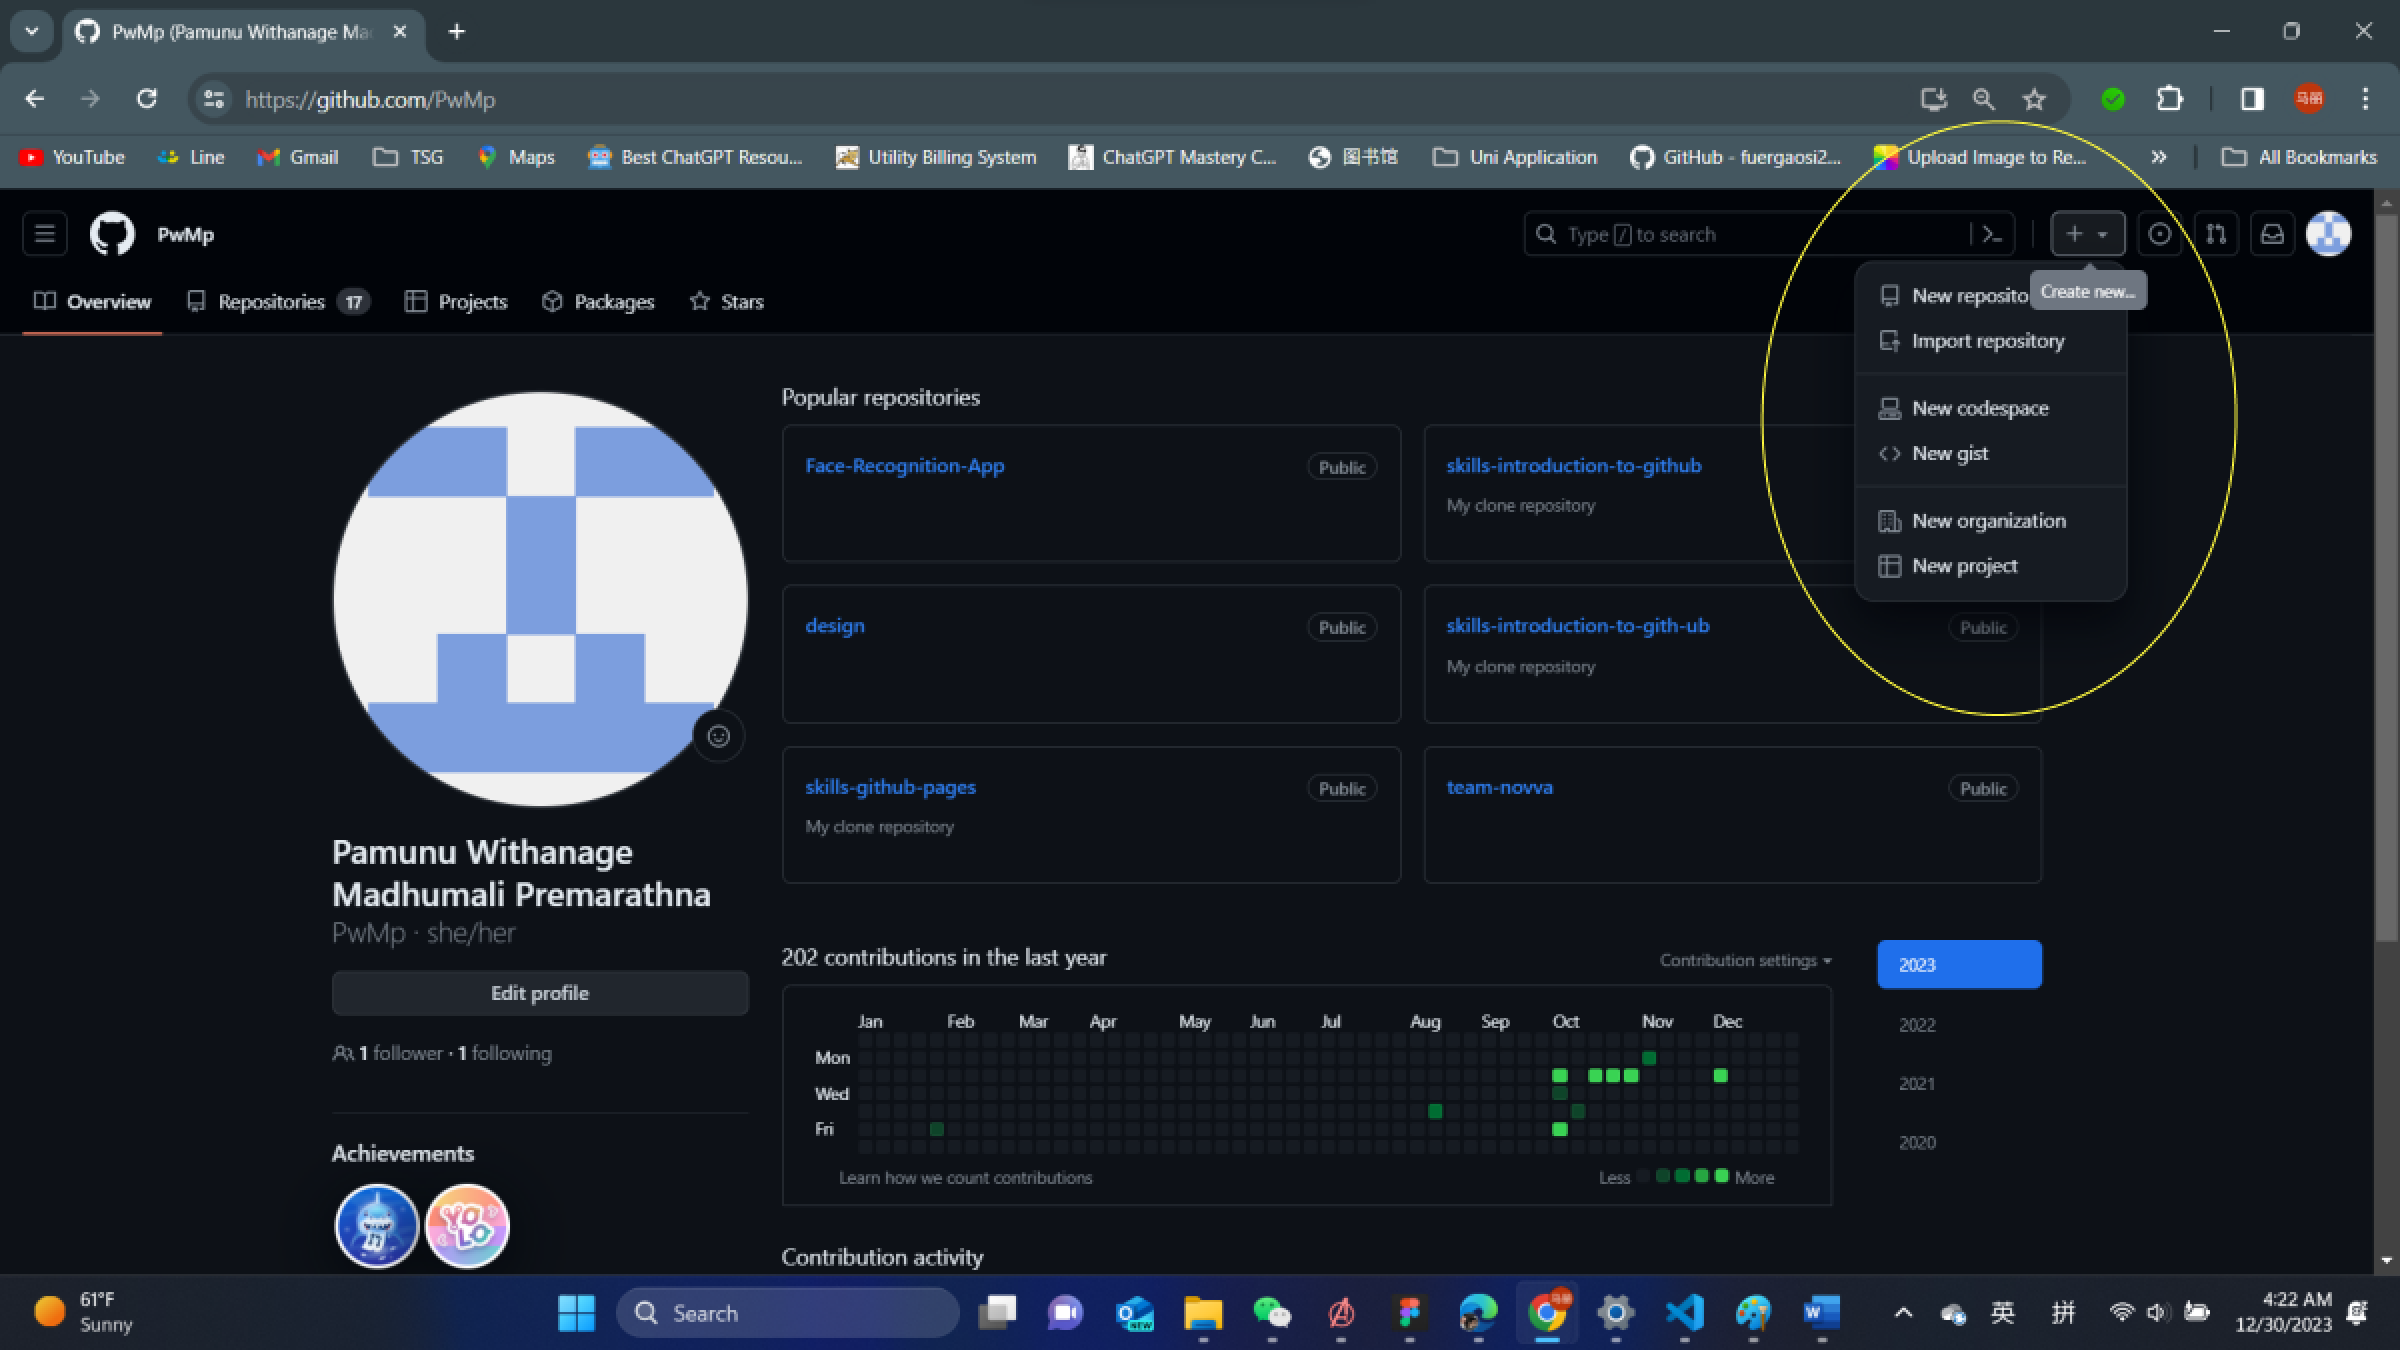 PwMp (Pamunu Withanage Ma
https://github.com/PwMp
马丽
YouTube
Line
Gmail
TSG
Maps
Best ChatGPT Resou...
Utility Billing System
ChatGPT Mastery C...
图书馆
Uni Application
GitHub - fuergaosi2...
Upload Image to Re...
All Bookmarks
PwMp
Type / to search
Overview
Repositories 17
Projects
Packages
Stars
Create new...
New reposito
Import repository
New codespace
New gist
New organization
New project
Popular repositories
Face-Recognition-App
Public
skills-introduction-to-github
My clone repository
design
Public
skills-introduction-to-gith-ub
Public
My clone repository
skills-github-pages
Public
My clone repository
team-novva
Public
Pamunu Withanage
Madhumali Premarathna
PwMp · she/her
Edit profile
1 follower · 1 following
Achievements
YOLO
202 contributions in the last year
Contribution settings
2023
2022
2021
2020
Jan Feb Mar Apr May Jun Jul Aug Sep Oct Nov Dec
Mon
Wed
Fri
Learn how we count contributions
Less
More
Contribution activity
61°F
Sunny
Search
NEW
英
拼
4:22 AM
12/30/2023